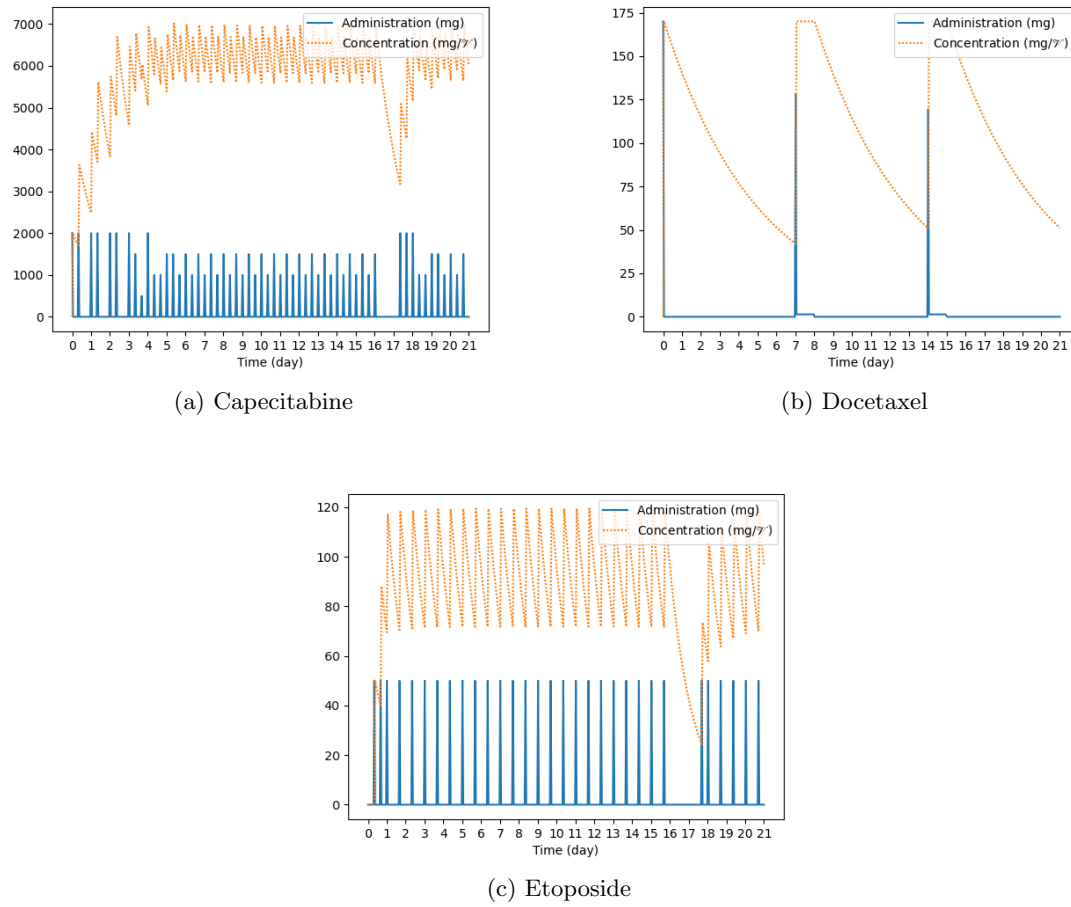 Administration (mg)
Concentration (mg/𝒱)
7000
6000
5000
4000
3000
2000
1000
0
0 1 2 3 4 5 6 7 8 9 10 11 12 13 14 15 16 17 18 19 20 21
Time (day)
(a) Capecitabine
Administration (mg)
Concentration (mg/𝒱)
175
150
125
100
75
50
25
0
0 1 2 3 4 5 6 7 8 9 10 11 12 13 14 15 16 17 18 19 20 21
Time (day)
(b) Docetaxel
Administration (mg)
Concentration (mg/𝒱)
120
100
80
60
40
20
0
0 1 2 3 4 5 6 7 8 9 10 11 12 13 14 15 16 17 18 19 20 21
Time (day)
(c) Etoposide